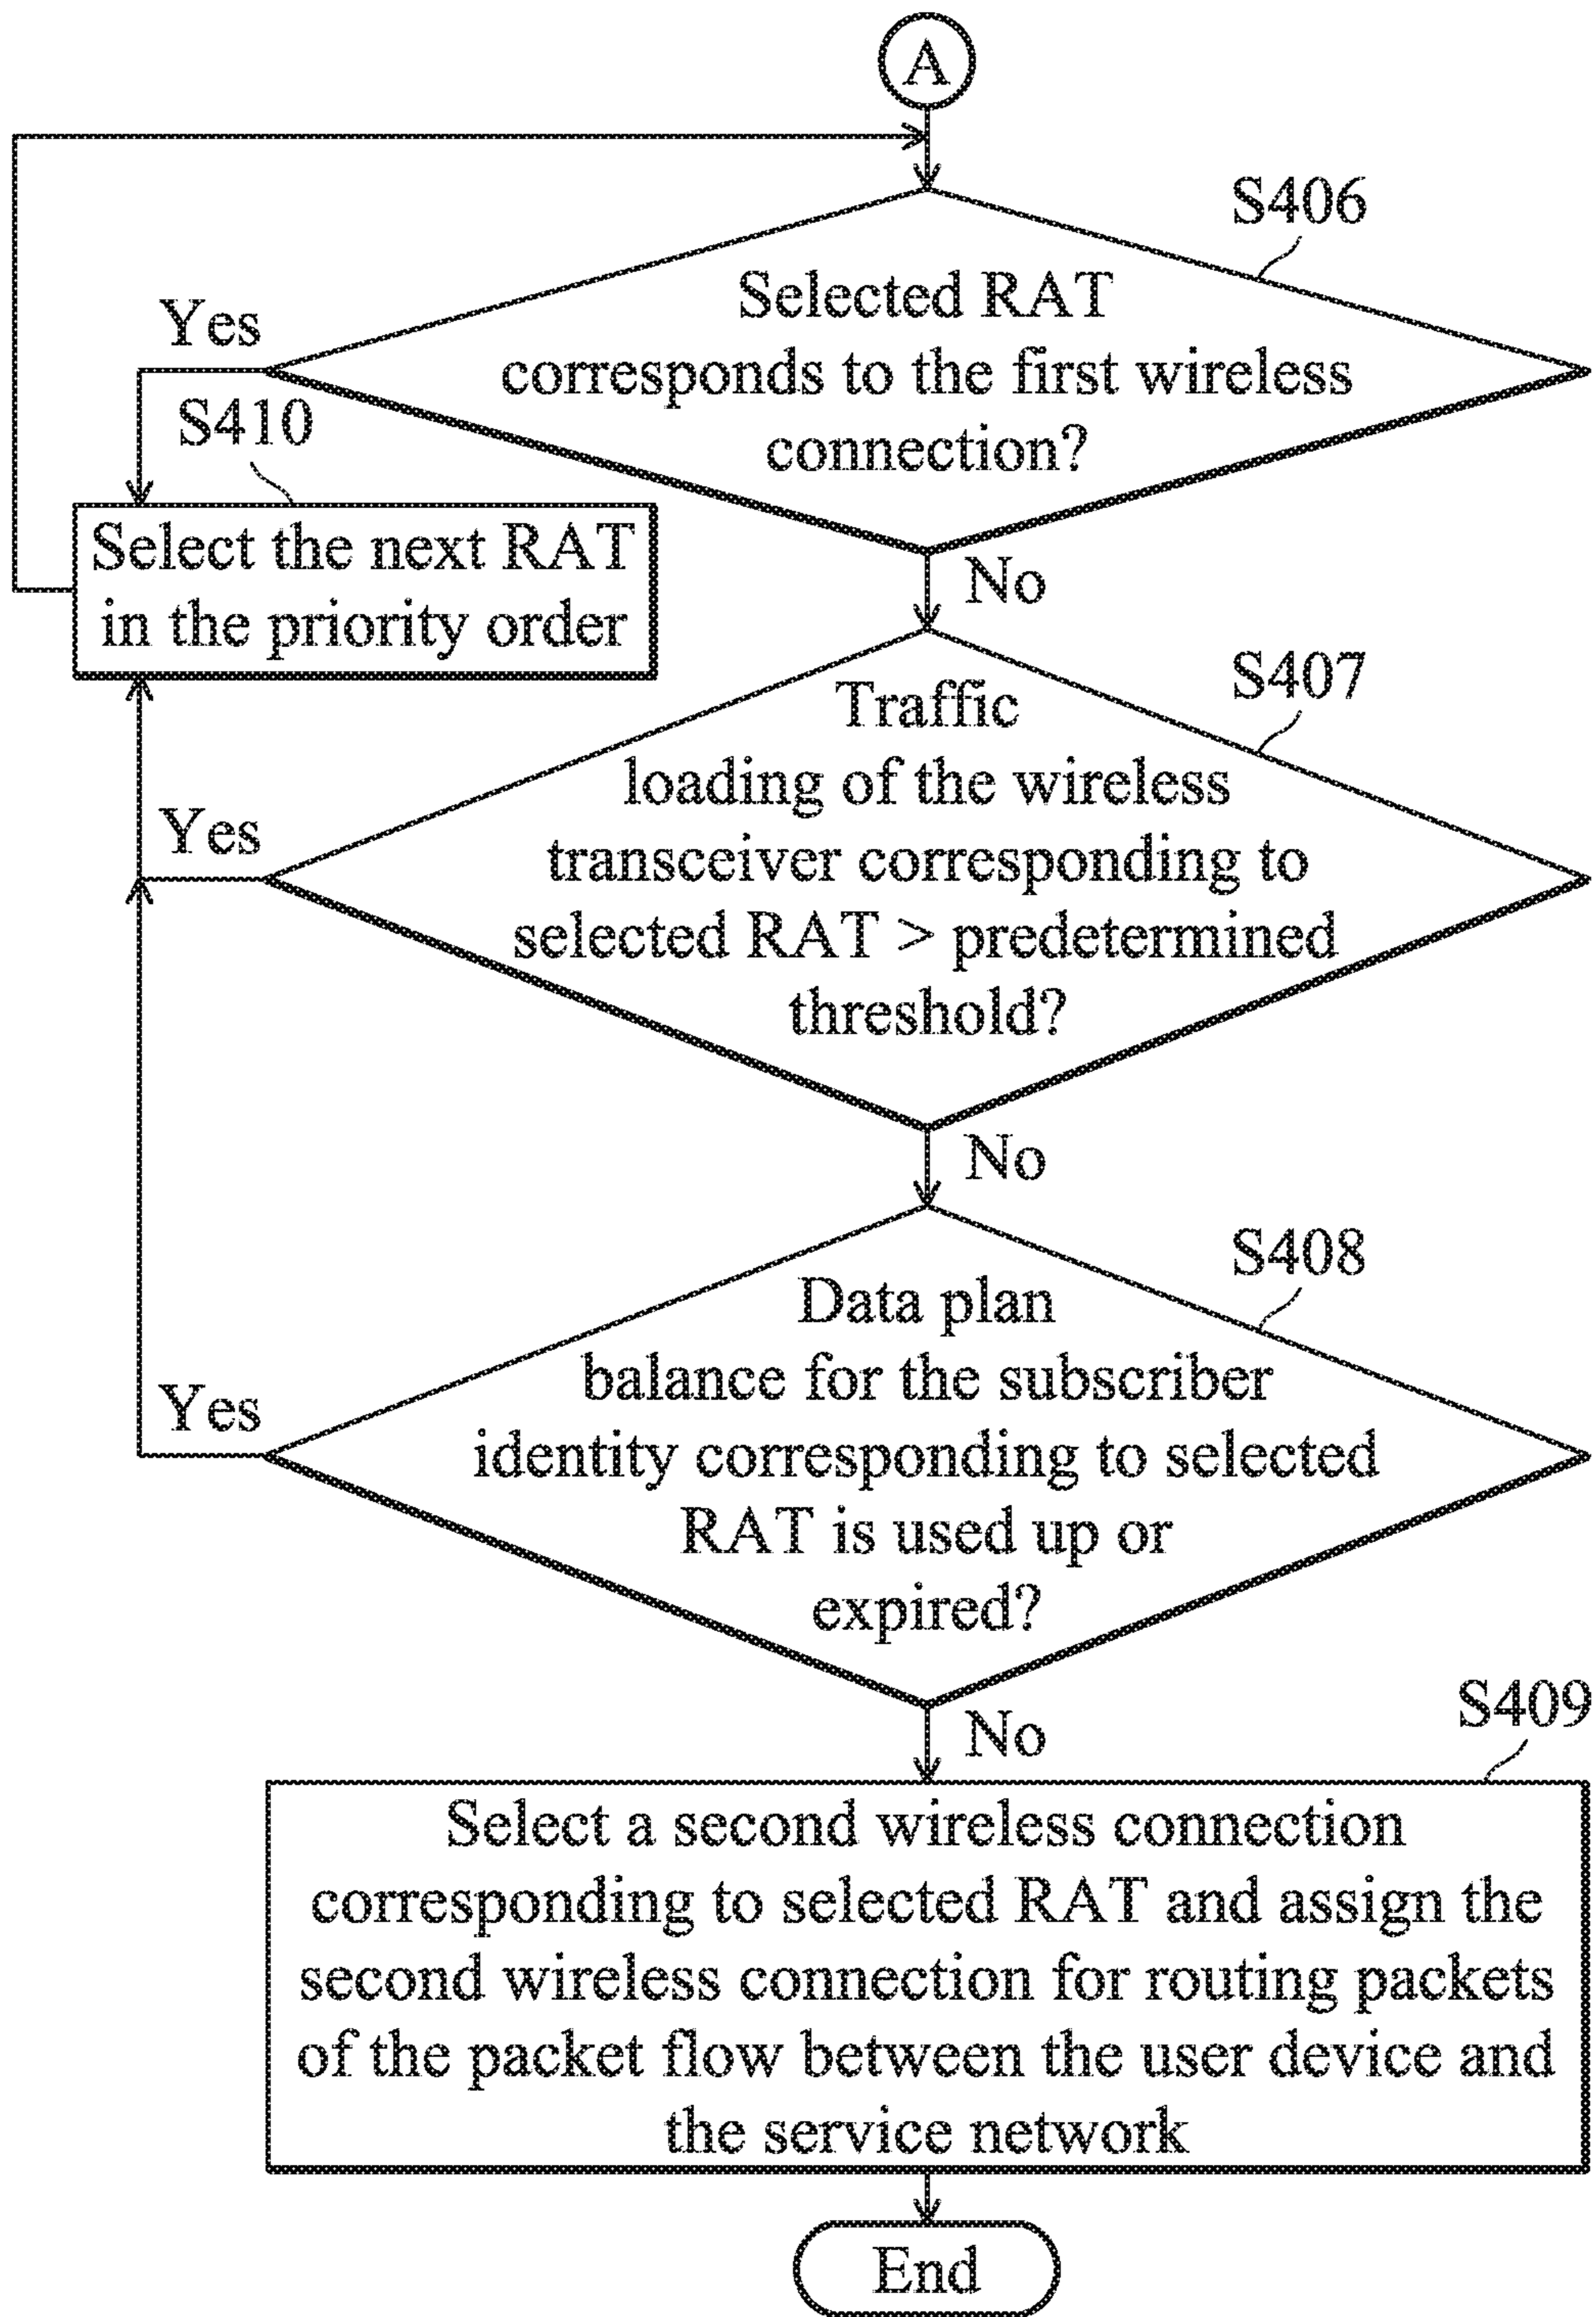 A
S406
Selected RAT
corresponds to the first wireless
connection?
Yes
S410
Select the next RAT
in the priority order
No
S407
Traffic
loading of the wireless
transceiver corresponding to
selected RAT > predetermined
threshold?
Yes
No
S408
Data plan
balance for the subscriber
identity corresponding to selected
RAT is used up or
expired?
Yes
No
S409
Select a second wireless connection
corresponding to selected RAT and assign the
second wireless connection for routing packets
of the packet flow between the user device and
the service network
End